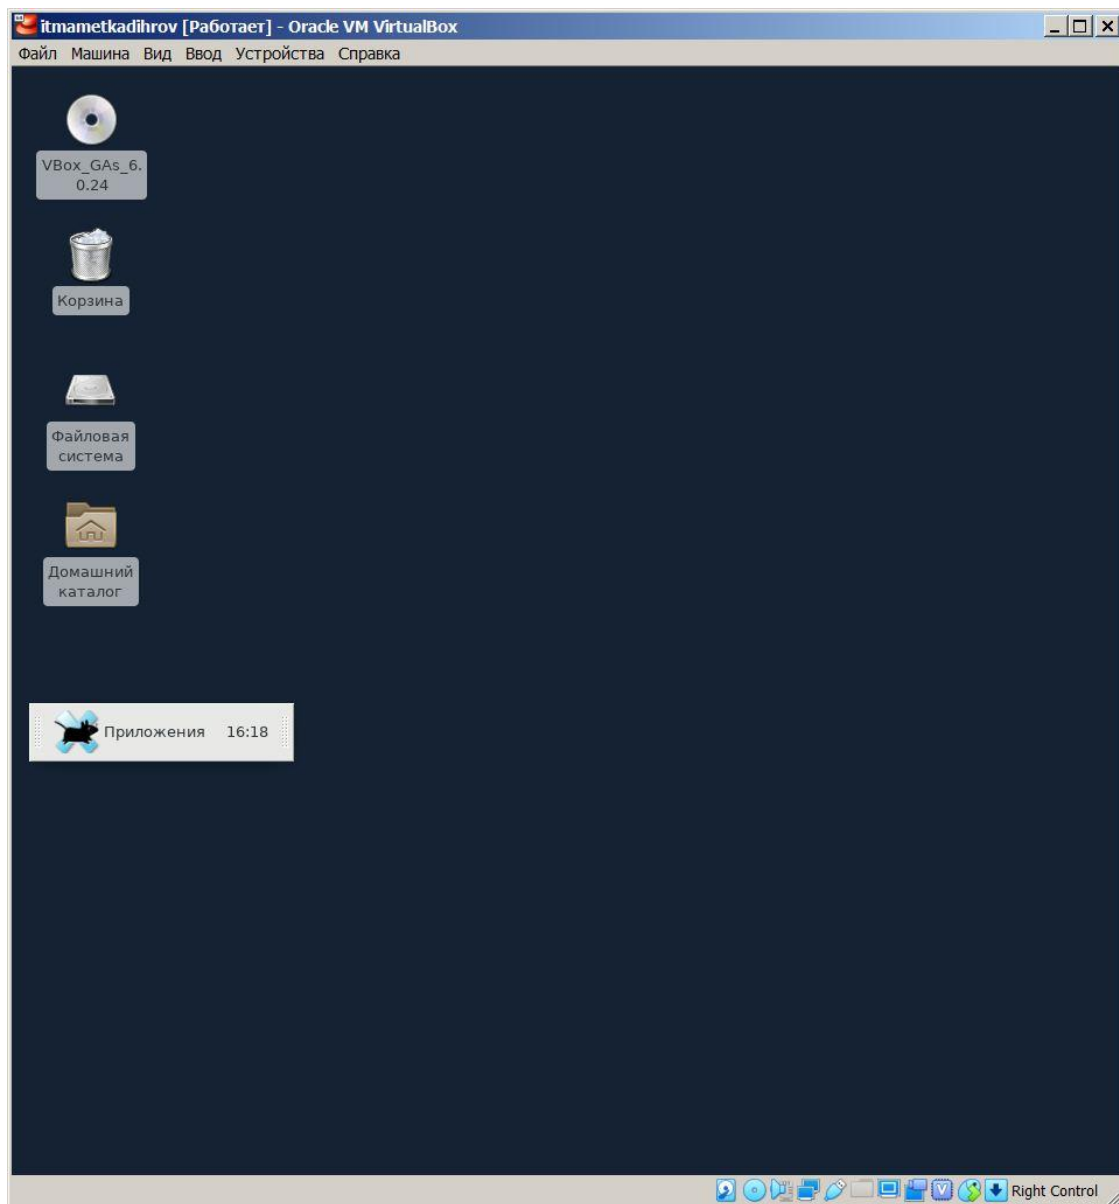 itmametkadihrov [Работает] - Oracle VM VirtualBox
Файл Машина Вид Ввод Устройства Справка
VBox_GAs_6.
0.24
Корзина
Файловая
система
Домашний
каталог
Приложения 16:18
Right Control